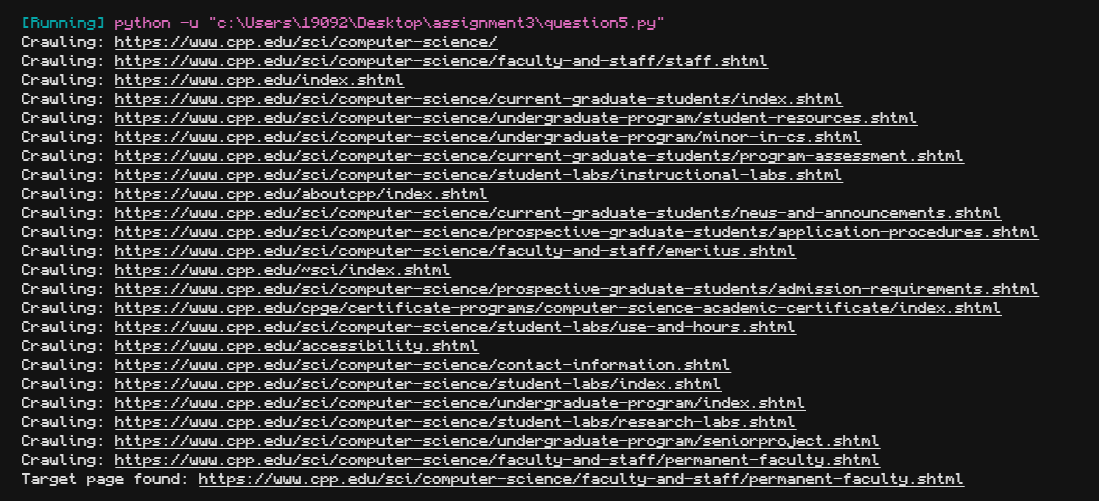 [Running] python -u "c:\Users\19092\Desktop\assignment3\question5.py"
Crawling: https://www.cpp.edu/sci/computer-science/
Crawling: https://www.cpp.edu/sci/computer-science/faculty-and-staff/staff.shtml
Crawling: https://www.cpp.edu/index.shtml
Crawling: https://www.cpp.edu/sci/computer-science/current-graduate-students/index.shtml
Crawling: https://www.cpp.edu/sci/computer-science/undergraduate-program/student-resources.shtml
Crawling: https://www.cpp.edu/sci/computer-science/undergraduate-program/minor-in-cs.shtml
Crawling: https://www.cpp.edu/sci/computer-science/current-graduate-students/program-assessment.shtml
Crawling: https://www.cpp.edu/sci/computer-science/student-labs/instructional-labs.shtml
Crawling: https://www.cpp.edu/aboutcpp/index.shtml
Crawling: https://www.cpp.edu/sci/computer-science/current-graduate-students/news-and-announcements.shtml
Crawling: https://www.cpp.edu/sci/computer-science/prospective-graduate-students/application-procedures.shtml
Crawling: https://www.cpp.edu/sci/computer-science/faculty-and-staff/emeritus.shtml
Crawling: https://www.cpp.edu/~sci/index.shtml
Crawling: https://www.cpp.edu/sci/computer-science/prospective-graduate-students/admission-requirements.shtml
Crawling: https://www.cpp.edu/cpge/certificate-programs/computer-science-academic-certificate/index.shtml
Crawling: https://www.cpp.edu/sci/computer-science/student-labs/use-and-hours.shtml
Crawling: https://www.cpp.edu/accessibility.shtml
Crawling: https://www.cpp.edu/sci/computer-science/contact-information.shtml
Crawling: https://www.cpp.edu/sci/computer-science/student-labs/index.shtml
Crawling: https://www.cpp.edu/sci/computer-science/undergraduate-program/index.shtml
Crawling: https://www.cpp.edu/sci/computer-science/student-labs/research-labs.shtml
Crawling: https://www.cpp.edu/sci/computer-science/undergraduate-program/seniorproject.shtml
Crawling: https://www.cpp.edu/sci/computer-science/faculty-and-staff/permanent-faculty.shtml
Target page found: https://www.cpp.edu/sci/computer-science/faculty-and-staff/permanent-faculty.shtml